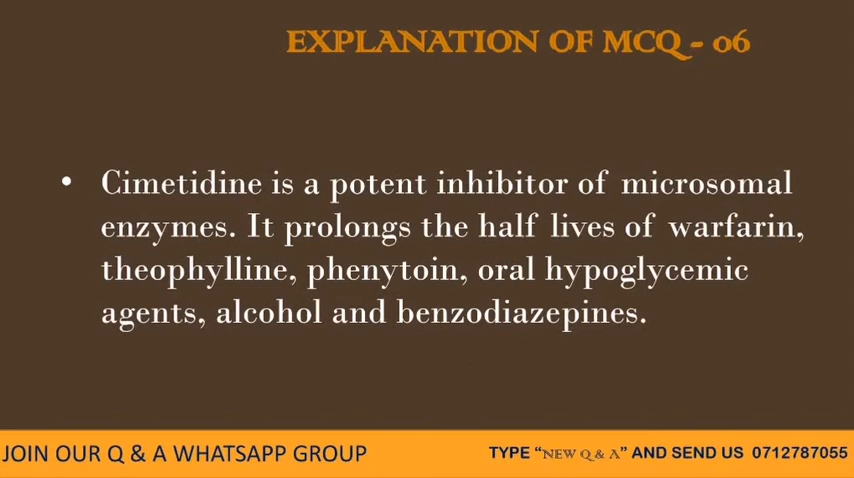 EXPLANATION OF MCQ - 06
• Cimetidine is a potent inhibitor of microsomal
enzymes. It prolongs the half lives of warfarin,
theophylline, phenytoin, oral hypoglycemic
agents, alcohol and benzodiazepines.
JOIN OUR Q & A WHATSAPP GROUP
TYPE “NEW Q & A” AND SEND US 0712787055